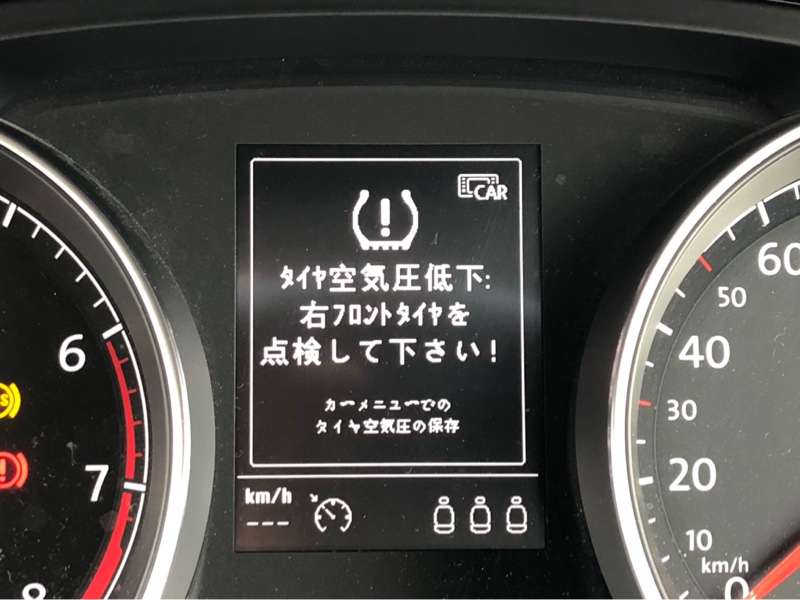 CAR
ﾀｲﾔ空気圧低下:
右ﾌﾛﾝﾄﾀｲﾔを
点検して下さい!
カーメニューでの
タイヤ空気圧の保存
km/h
---
6
7
8
60
50
40
30
20
10
km/h
0